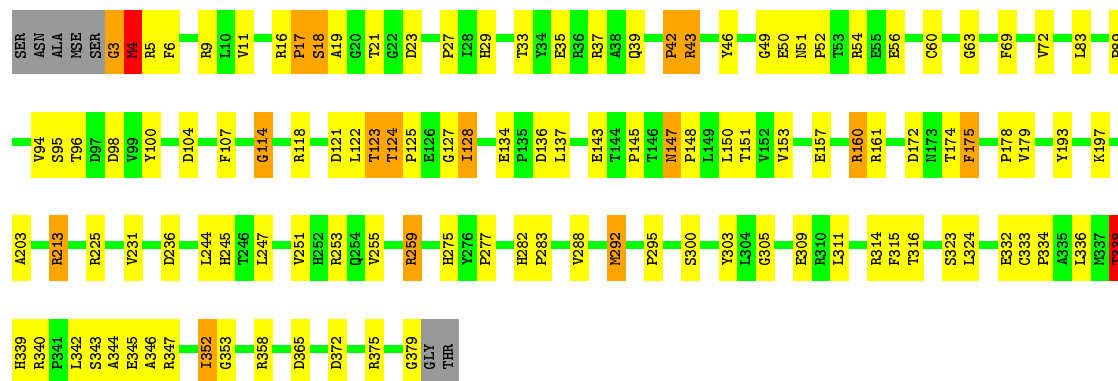 SER ASN ALA MSE SER G3 M4 R5 F6 R9 L10 V11 R16 P17 S18 A19 G20 T21 G22 D23 P27 I28 H29 T33 Y34 E35 R36 R37 A38 Q39 P42 R43 Y46 G49 E50 N51 P52 T53 R54 E55 E56 C60 G63 F69 V72 L83
V94 S95 T96 D97 D98 V99 Y100 D104 F107 G114 R118 D121 L122 T123 T124 P125 E126 G127 I128 E134 P135 D136 L137 E143 T144 P145 T146 N147 P148 L149 L150 T151 V152 V153 E157 R160 R161 D172 N173 T174 F175 P178 V179 Y193 K197
A203 R213 R225 V231 D236 L244 H245 T246 L247 V251 H252 R253 Q254 V255 R259 H275 Y276 P277 H282 P283 V288 M292 P295 S300 Y303 L304 G305 E309 R310 L311 R314 F315 T316 S323 L324 E332 C333 P334 A335 L336 M337 T338
H339 R340 P341 L342 S343 A344 E345 A346 R347 I352 G353 R358 D365 D372 R375 G379 GLY THR